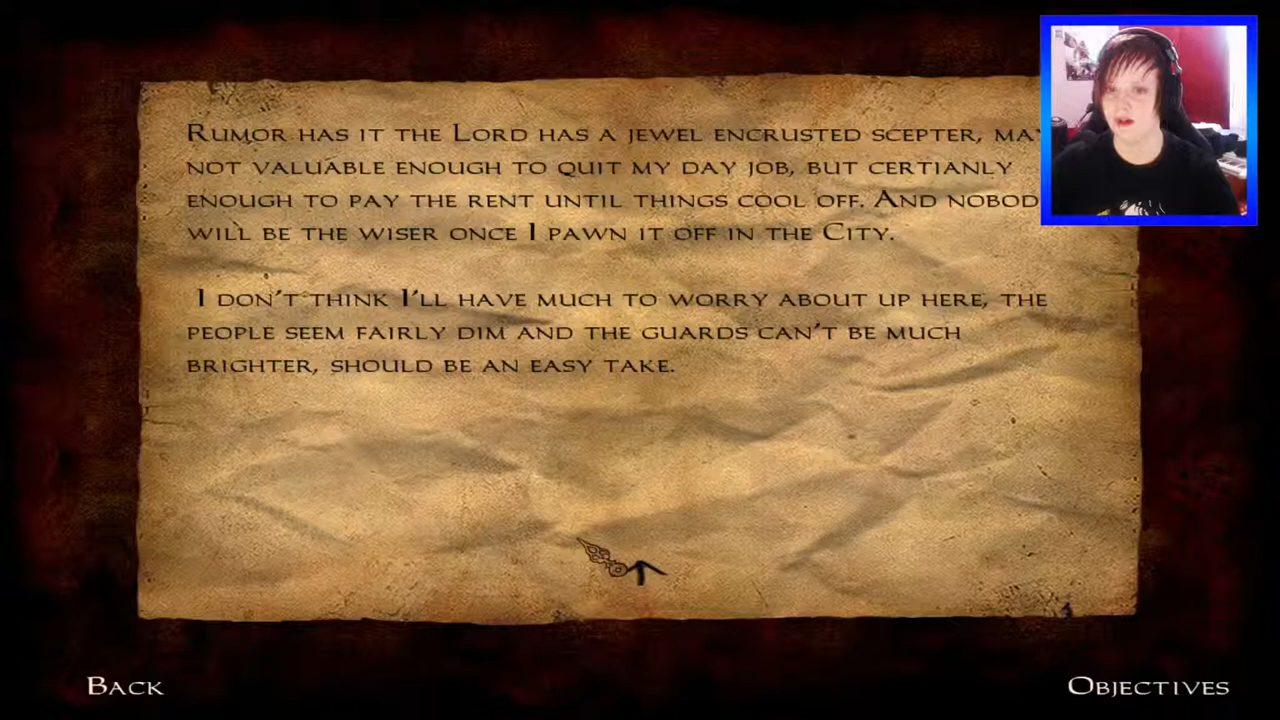 Rumor has it the Lord has a jewel encrusted scepter,
not valuable enough to quit my day job, but certianly
enough to pay the rent until things cool off. And
will be the wiser once I pawn it off in the City.
I don't think I'll have much to worry about up here, the
people seem fairly dim and the guards can't be much
brighter, should be an easy take.
Back
Objectives